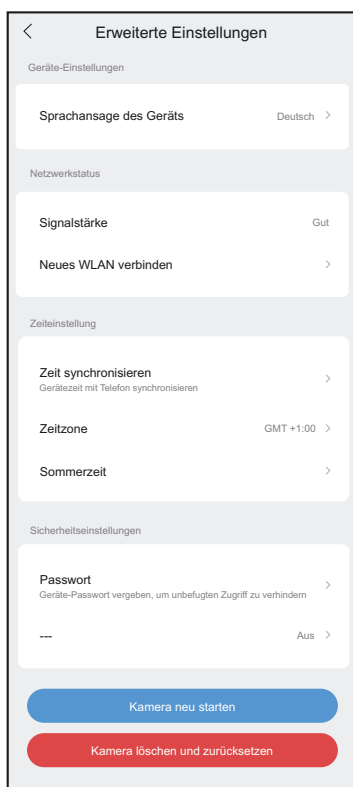 Erweiterte Einstellungen
Geräte-Einstellungen
Sprachansage des Geräts Deutsch
Netzwerkstatus
Signalstärke Gut
Neues WLAN verbinden
Zeiteinstellung
Zeit synchronisieren
Gerätezeit mit Telefon synchronisieren
Zeitzone GMT +1:00
Sommerzeit
Sicherheitseinstellungen
Passwort
Geräte-Passwort vergeben, um unbefugten Zugriff zu verhindern
--- Aus
Kamera neu starten
Kamera löschen und zurücksetzen